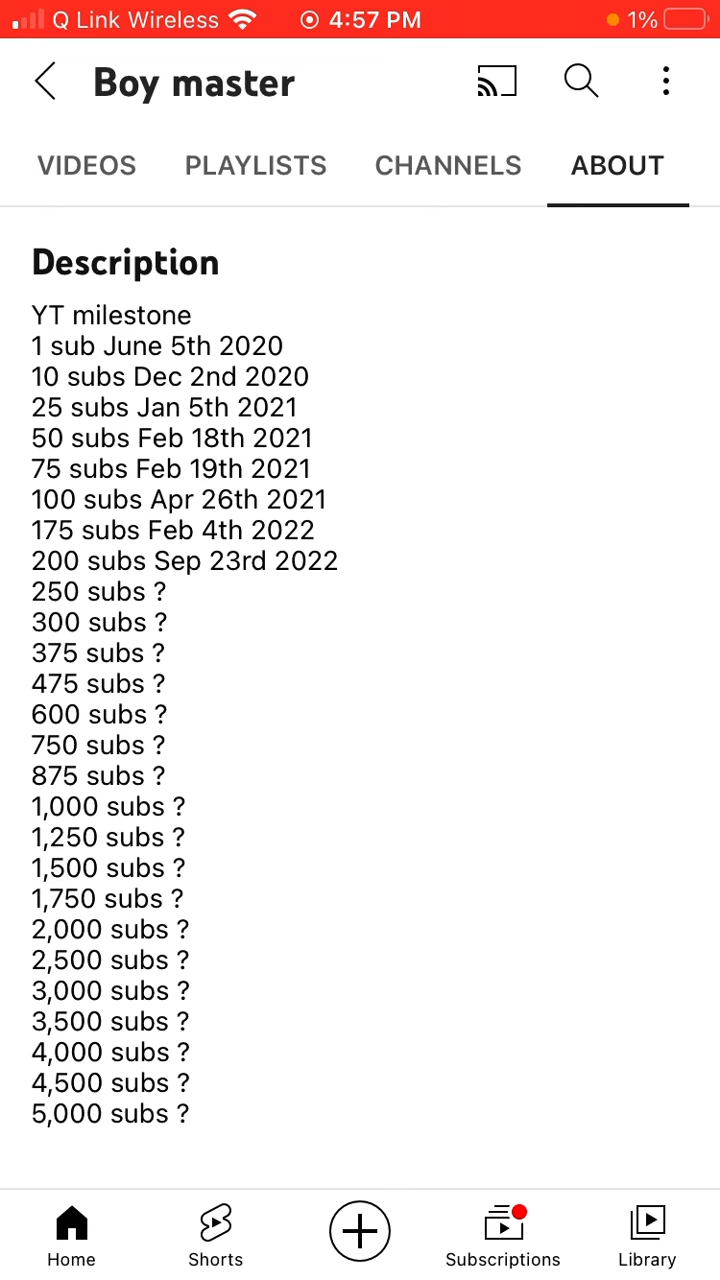 Q Link Wireless 4:57 PM 1%
Boy master
VIDEOS PLAYLISTS CHANNELS ABOUT
Description
YT milestone
1 sub June 5th 2020
10 subs Dec 2nd 2020
25 subs Jan 5th 2021
50 subs Feb 18th 2021
75 subs Feb 19th 2021
100 subs Apr 26th 2021
175 subs Feb 4th 2022
200 subs Sep 23rd 2022
250 subs ?
300 subs ?
375 subs ?
475 subs ?
600 subs ?
750 subs ?
875 subs ?
1,000 subs ?
1,250 subs ?
1,500 subs ?
1,750 subs ?
2,000 subs ?
2,500 subs ?
3,000 subs ?
3,500 subs ?
4,000 subs ?
4,500 subs ?
5,000 subs ?
Home Shorts Subscriptions Library